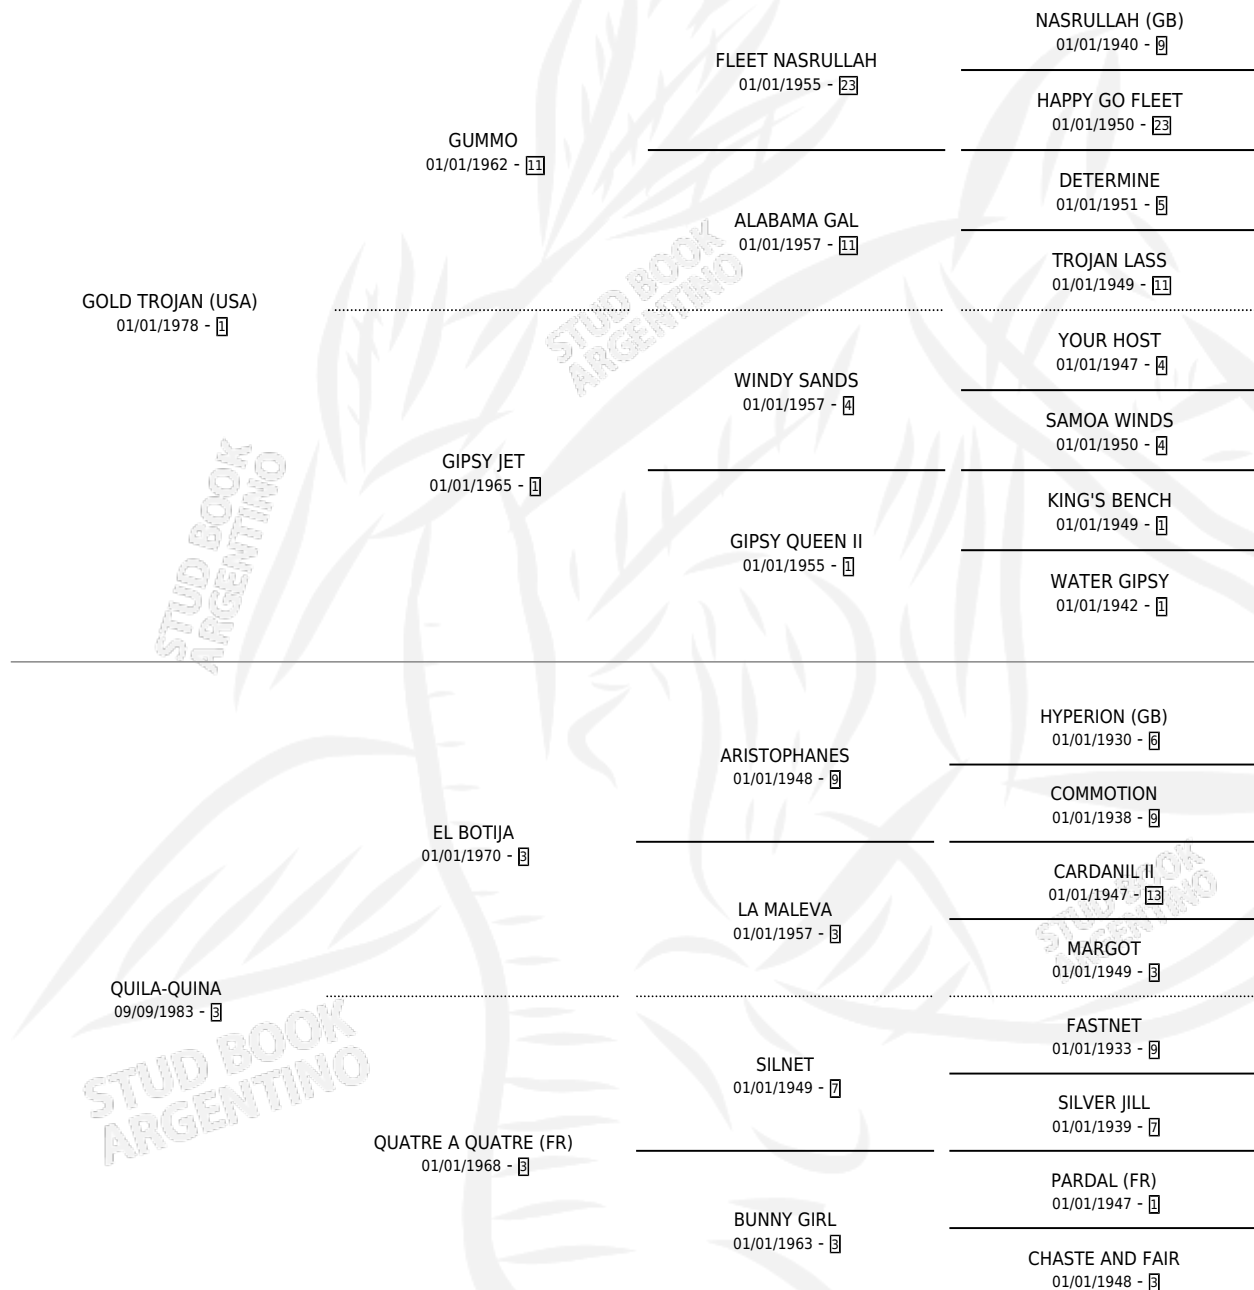 NASRULLAH (GB)
01/01/1940 - 9
FLEET NASRULLAH
01/01/1955 - 23
HAPPY GO FLEET
01/01/1950 - 23
GUMMO
01/01/1962 - 11
DETERMINE
01/01/1951 - 5
ALABAMA GAL
01/01/1957 - 11
TROJAN LASS
01/01/1949 - 11
GOLD TROJAN (USA)
01/01/1978 - 1
YOUR HOST
01/01/1947 - 4
WINDY SANDS
01/01/1957 - 4
SAMOA WINDS
01/01/1950 - 4
GIPSY JET
01/01/1965 - 1
KING'S BENCH
01/01/1949 - 1
GIPSY QUEEN II
01/01/1955 - 1
WATER GIPSY
01/01/1942 - 1
STUD BOOK
ARGENTINO
STUD BOOK
ARGENTINO
HYPERION (GB)
01/01/1930 - 6
ARISTOPHANES
01/01/1948 - 9
COMMOTION
01/01/1938 - 9
EL BOTIJA
01/01/1970 - 3
CARDANIL II
01/01/1947 - 13
LA MALEVA
01/01/1957 - 3
MARGOT
01/01/1949 - 3
QUILA-QUINA
09/09/1983 - 3
FASTNET
01/01/1933 - 9
SILNET
01/01/1949 - 7
SILVER JILL
01/01/1939 - 7
QUATRE A QUATRE (FR)
01/01/1968 - 3
PARDAL (FR)
01/01/1947 - 1
BUNNY GIRL
01/01/1963 - 3
CHASTE AND FAIR
01/01/1948 - 3
STUD BOOK
ARGENTINO
STUD BOOK
ARGENTINO